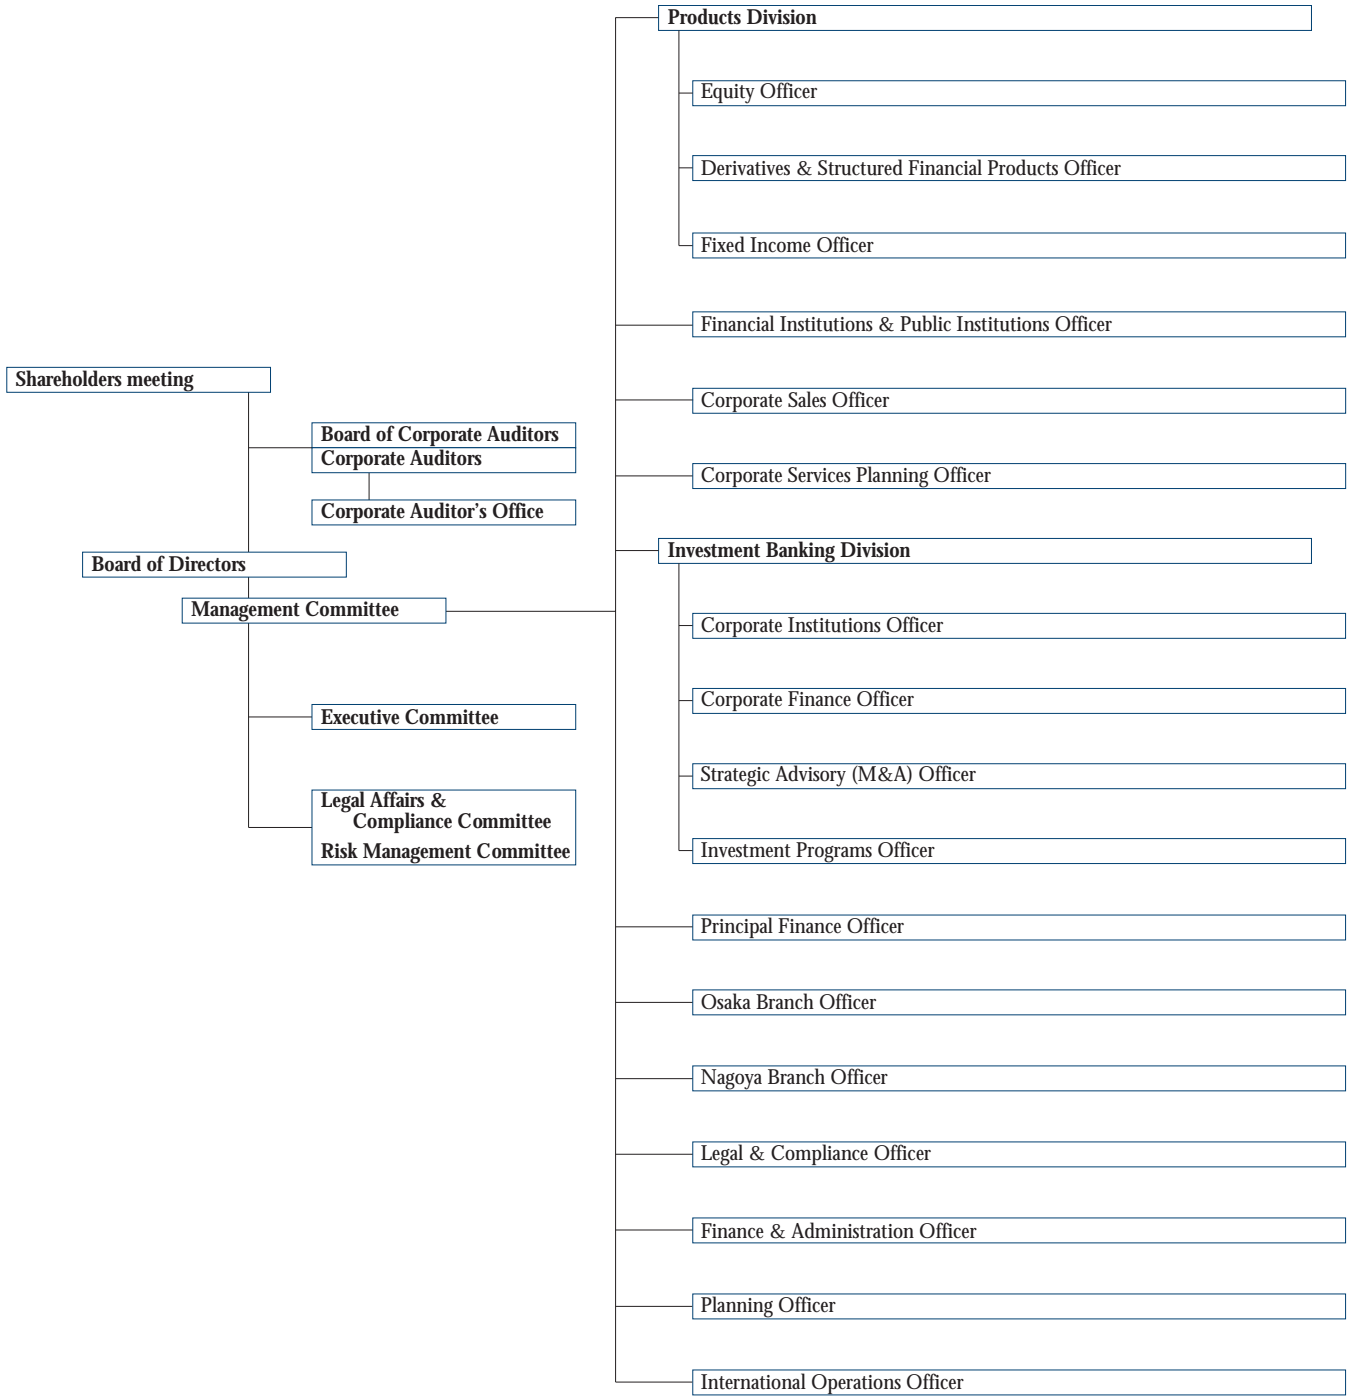 Shareholders meeting
Board of Corporate Auditors
Corporate Auditors
Corporate Auditor's Office
Board of Directors
Management Committee
Executive Committee
Legal Affairs &
Compliance Committee
Risk Management Committee
Products Division
Equity Officer
Derivatives & Structured Financial Products Officer
Fixed Income Officer
Financial Institutions & Public Institutions Officer
Corporate Sales Officer
Corporate Services Planning Officer
Investment Banking Division
Corporate Institutions Officer
Corporate Finance Officer
Strategic Advisory (M&A) Officer
Investment Programs Officer
Principal Finance Officer
Osaka Branch Officer
Nagoya Branch Officer
Legal & Compliance Officer
Finance & Administration Officer
Planning Officer
International Operations Officer